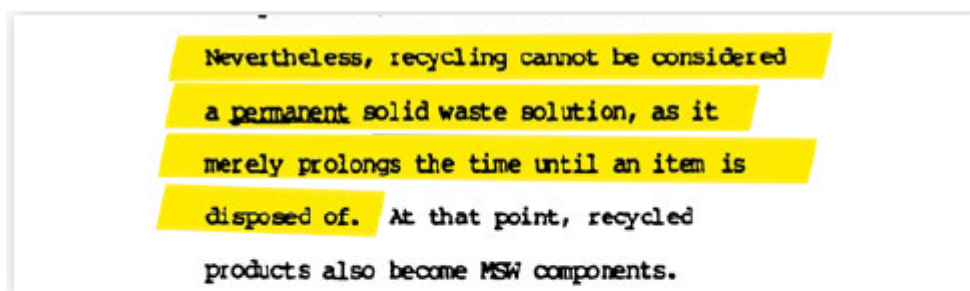 Nevertheless, recycling cannot be considered
a permanent solid waste solution, as it
merely prolongs the time until an item is
disposed of. At that point, recycled
products also become MSW components.